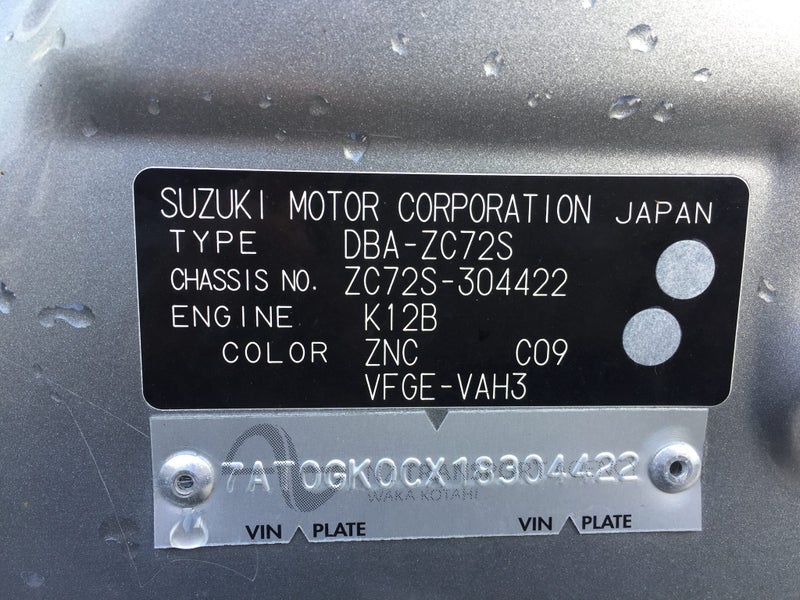 SUZUKI MOTOR CORPORATION JAPAN
TYPE DBA-ZC72S
CHASSIS NO. ZC72S-304422
ENGINE K12B
COLOR ZNC C09
VFGE-VAH3
7AT0GK0CX18304422
WAKA KOTAHI
VIN PLATE VIN PLATE